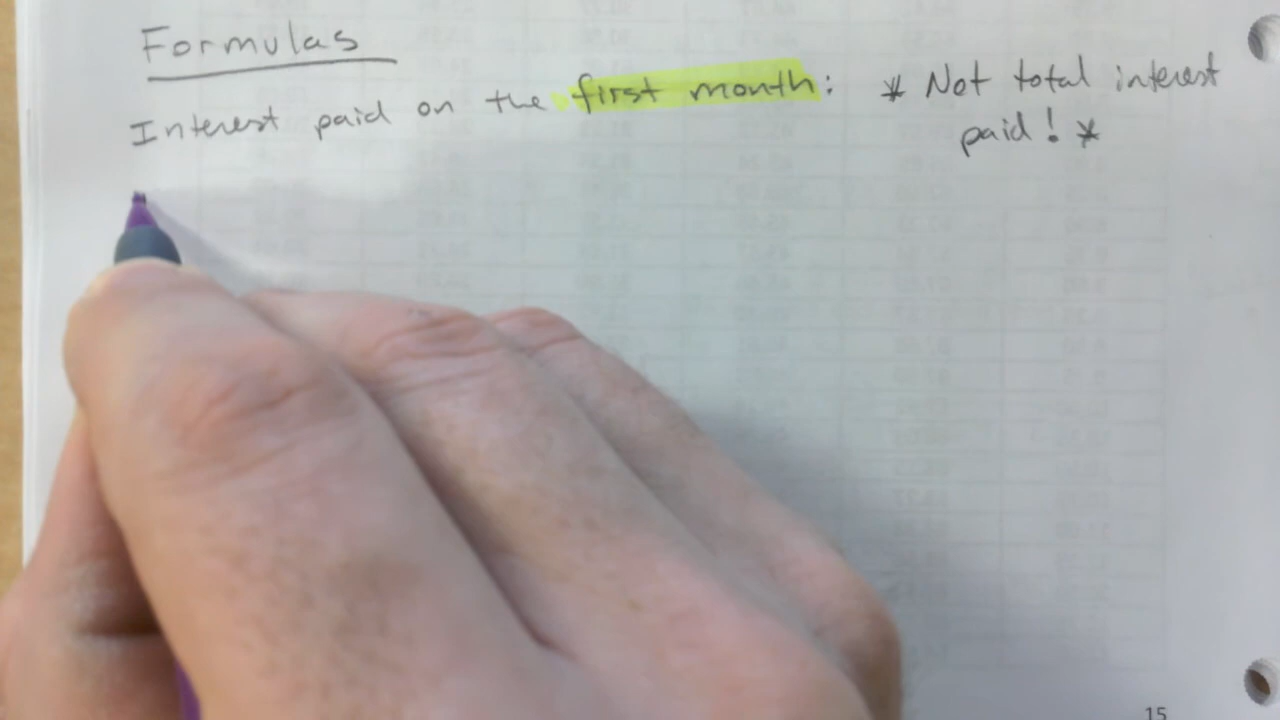 Formulas
Interest paid on the first month: * Not total interest
paid! *
15